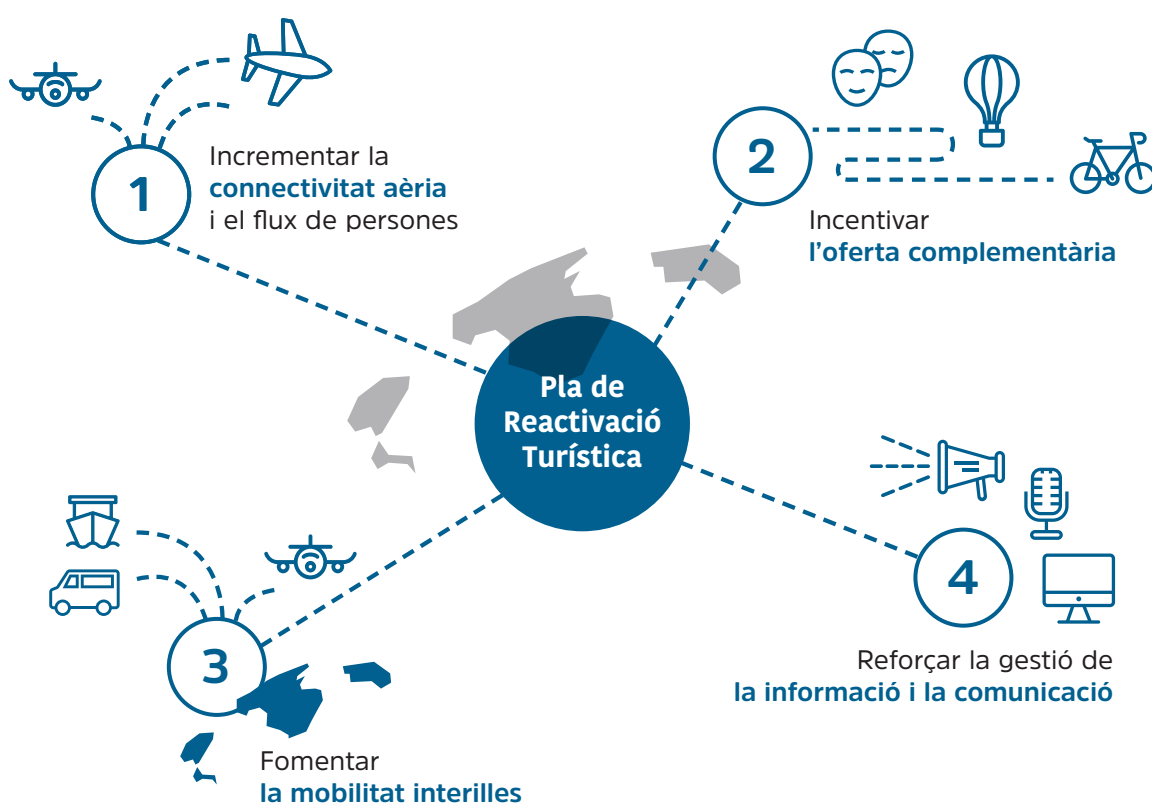 1
Incrementar la
connectivitat aèria
i el flux de persones
2
Incentivar
l’oferta complementària
Pla de
Reactivació
Turística
3
Fomentar
la mobilitat interilles
4
Reforçar la gestió de
la informació i la comunicació